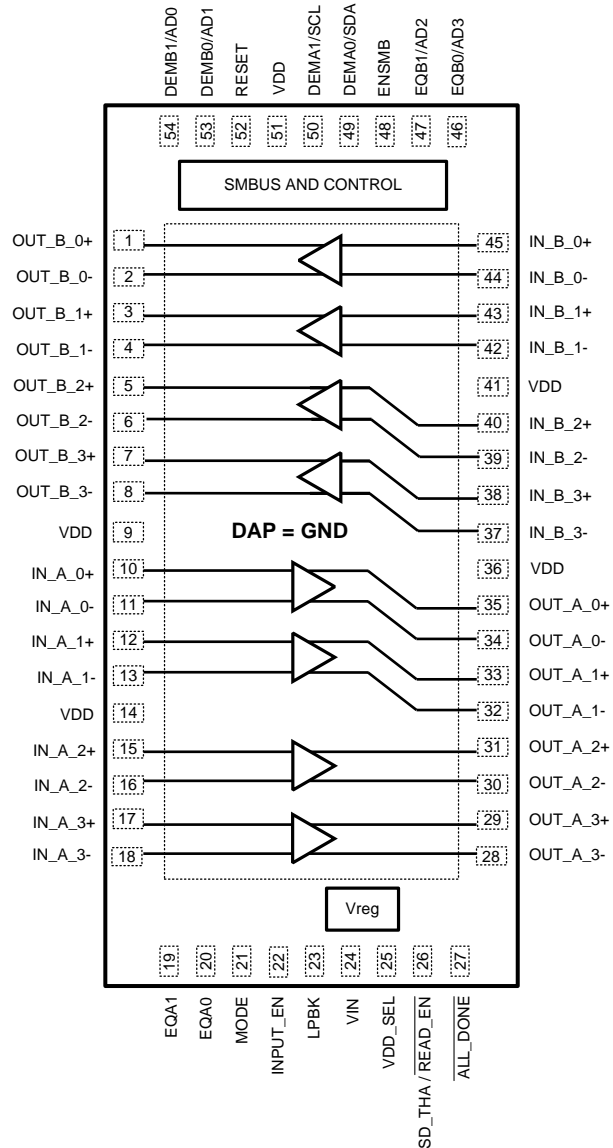 DEMB1/AD0
DEMB0/AD1
RESET
VDD
DEMA1/SCL
DEMA0/SDA
ENSMB
EQB1/AD2
EQB0/AD3
54
53
52
51
50
49
48
47
46
SMBUS AND CONTROL
OUT_B_0+ 1 45 IN_B_0+
OUT_B_0- 2 44 IN_B_0-
OUT_B_1+ 3 43 IN_B_1+
OUT_B_1- 4 42 IN_B_1-
OUT_B_2+ 5 41 VDD
OUT_B_2- 6 40 IN_B_2+
OUT_B_3+ 7 39 IN_B_2-
OUT_B_3- 8 38 IN_B_3+
VDD 9 DAP = GND 37 IN_B_3-
IN_A_0+ 10 36 VDD
IN_A_0- 11 35 OUT_A_0+
IN_A_1+ 12 34 OUT_A_0-
IN_A_1- 13 33 OUT_A_1+
VDD 14 32 OUT_A_1-
IN_A_2+ 15 31 OUT_A_2+
IN_A_2- 16 30 OUT_A_2-
IN_A_3+ 17 29 OUT_A_3+
IN_A_3- 18 28 OUT_A_3-
Vreg
19
20
21
22
23
24
25
26
27
EQA1
EQA0
MODE
INPUT_EN
LPBK
VIN
VDD_SEL
SD_THA / READ_EN
ALL_DONE